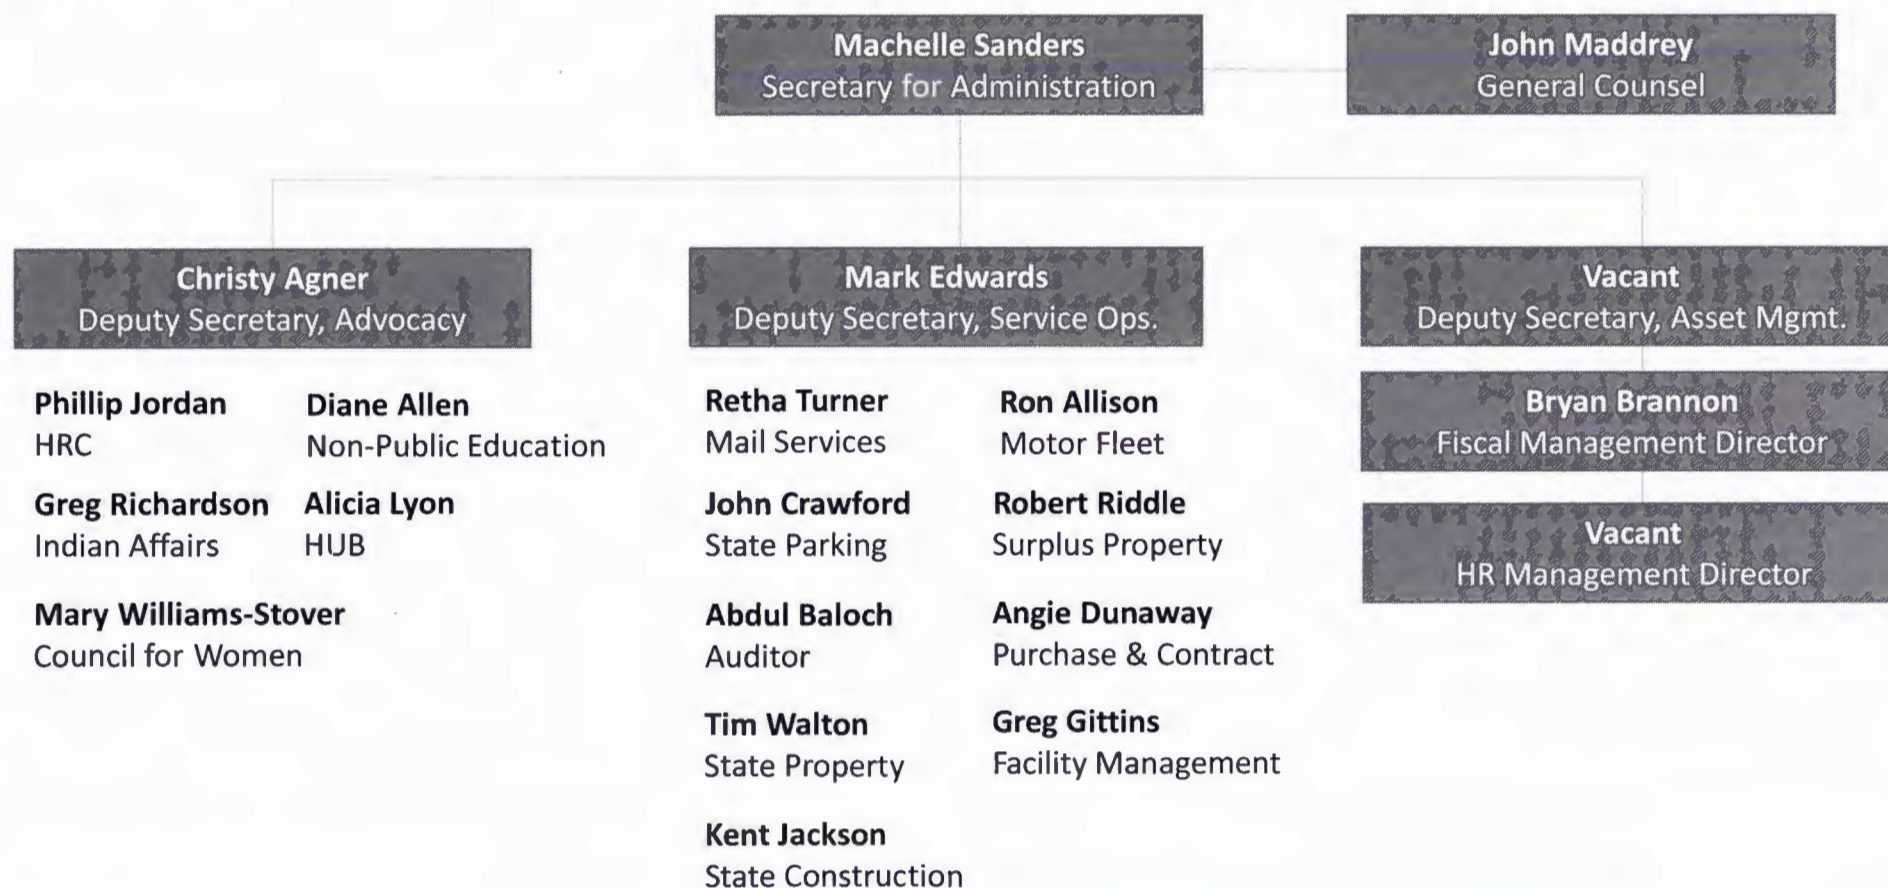 Machelle Sanders
Secretary for Administration
John Maddrey
General Counsel
Christy Agner
Deputy Secretary, Advocacy
Phillip Jordan
HRC
Diane Allen
Non-Public Education
Greg Richardson
Indian Affairs
Alicia Lyon
HUB
Mary Williams-Stover
Council for Women
Mark Edwards
Deputy Secretary, Service Ops.
Retha Turner
Mail Services
Ron Allison
Motor Fleet
John Crawford
State Parking
Robert Riddle
Surplus Property
Abdul Baloch
Auditor
Angie Dunaway
Purchase & Contract
Tim Walton
State Property
Greg Gittins
Facility Management
Kent Jackson
State Construction
Vacant
Deputy Secretary, Asset Mgmt.
Bryan Brannon
Fiscal Management Director
Vacant
HR Management Director